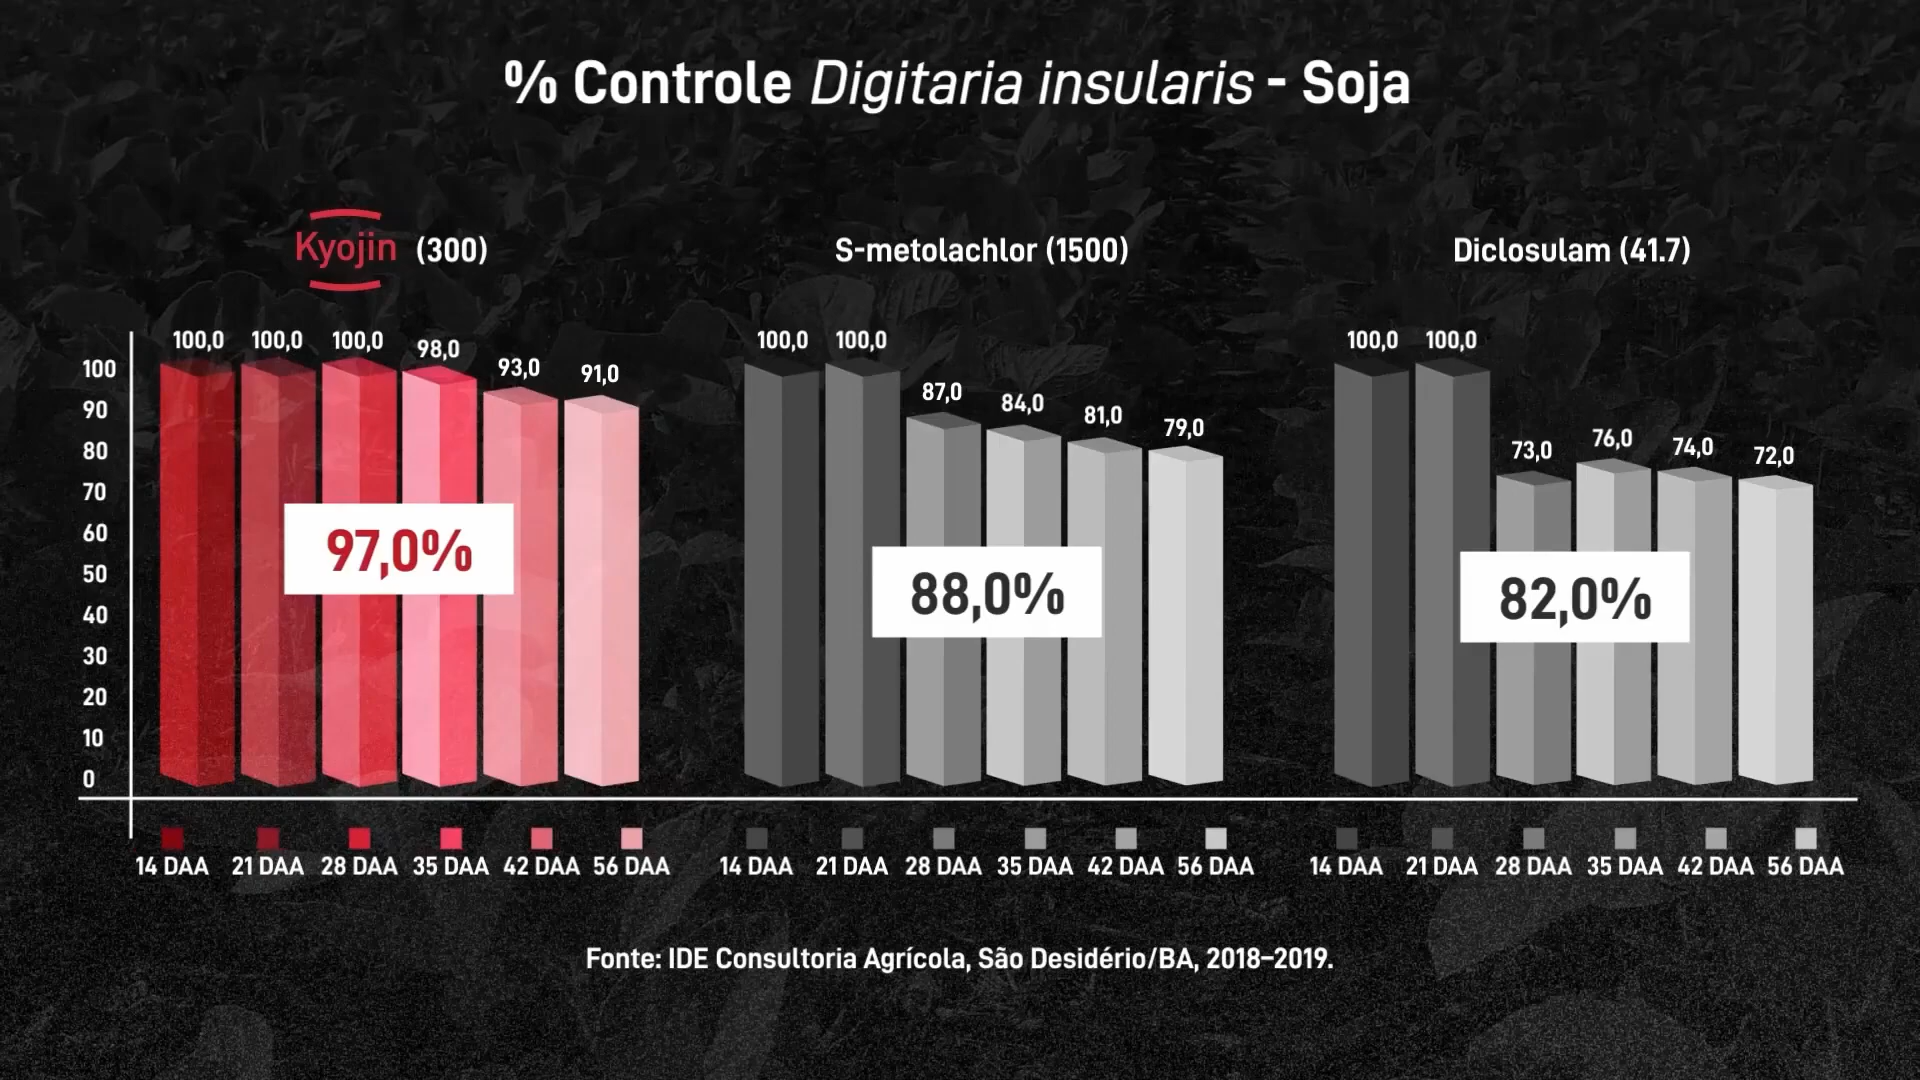 % Controle Digitaria insularis - Soja
Kyojin (300)
S-metolachlor (1500)
Diclosulam (41.7)
100,0 100,0 100,0 98,0 93,0 91,0
100,0 100,0 87,0 84,0 81,0 79,0
100,0 100,0 73,0 76,0 74,0 72,0
100
90
80
70
60
50
40
30
20
10
0
97,0%
88,0%
82,0%
14 DAA 21 DAA 28 DAA 35 DAA 42 DAA 56 DAA
14 DAA 21 DAA 28 DAA 35 DAA 42 DAA 56 DAA
14 DAA 21 DAA 28 DAA 35 DAA 42 DAA 56 DAA
Fonte: IDE Consultoria Agrícola, São Desidério/BA, 2018–2019.